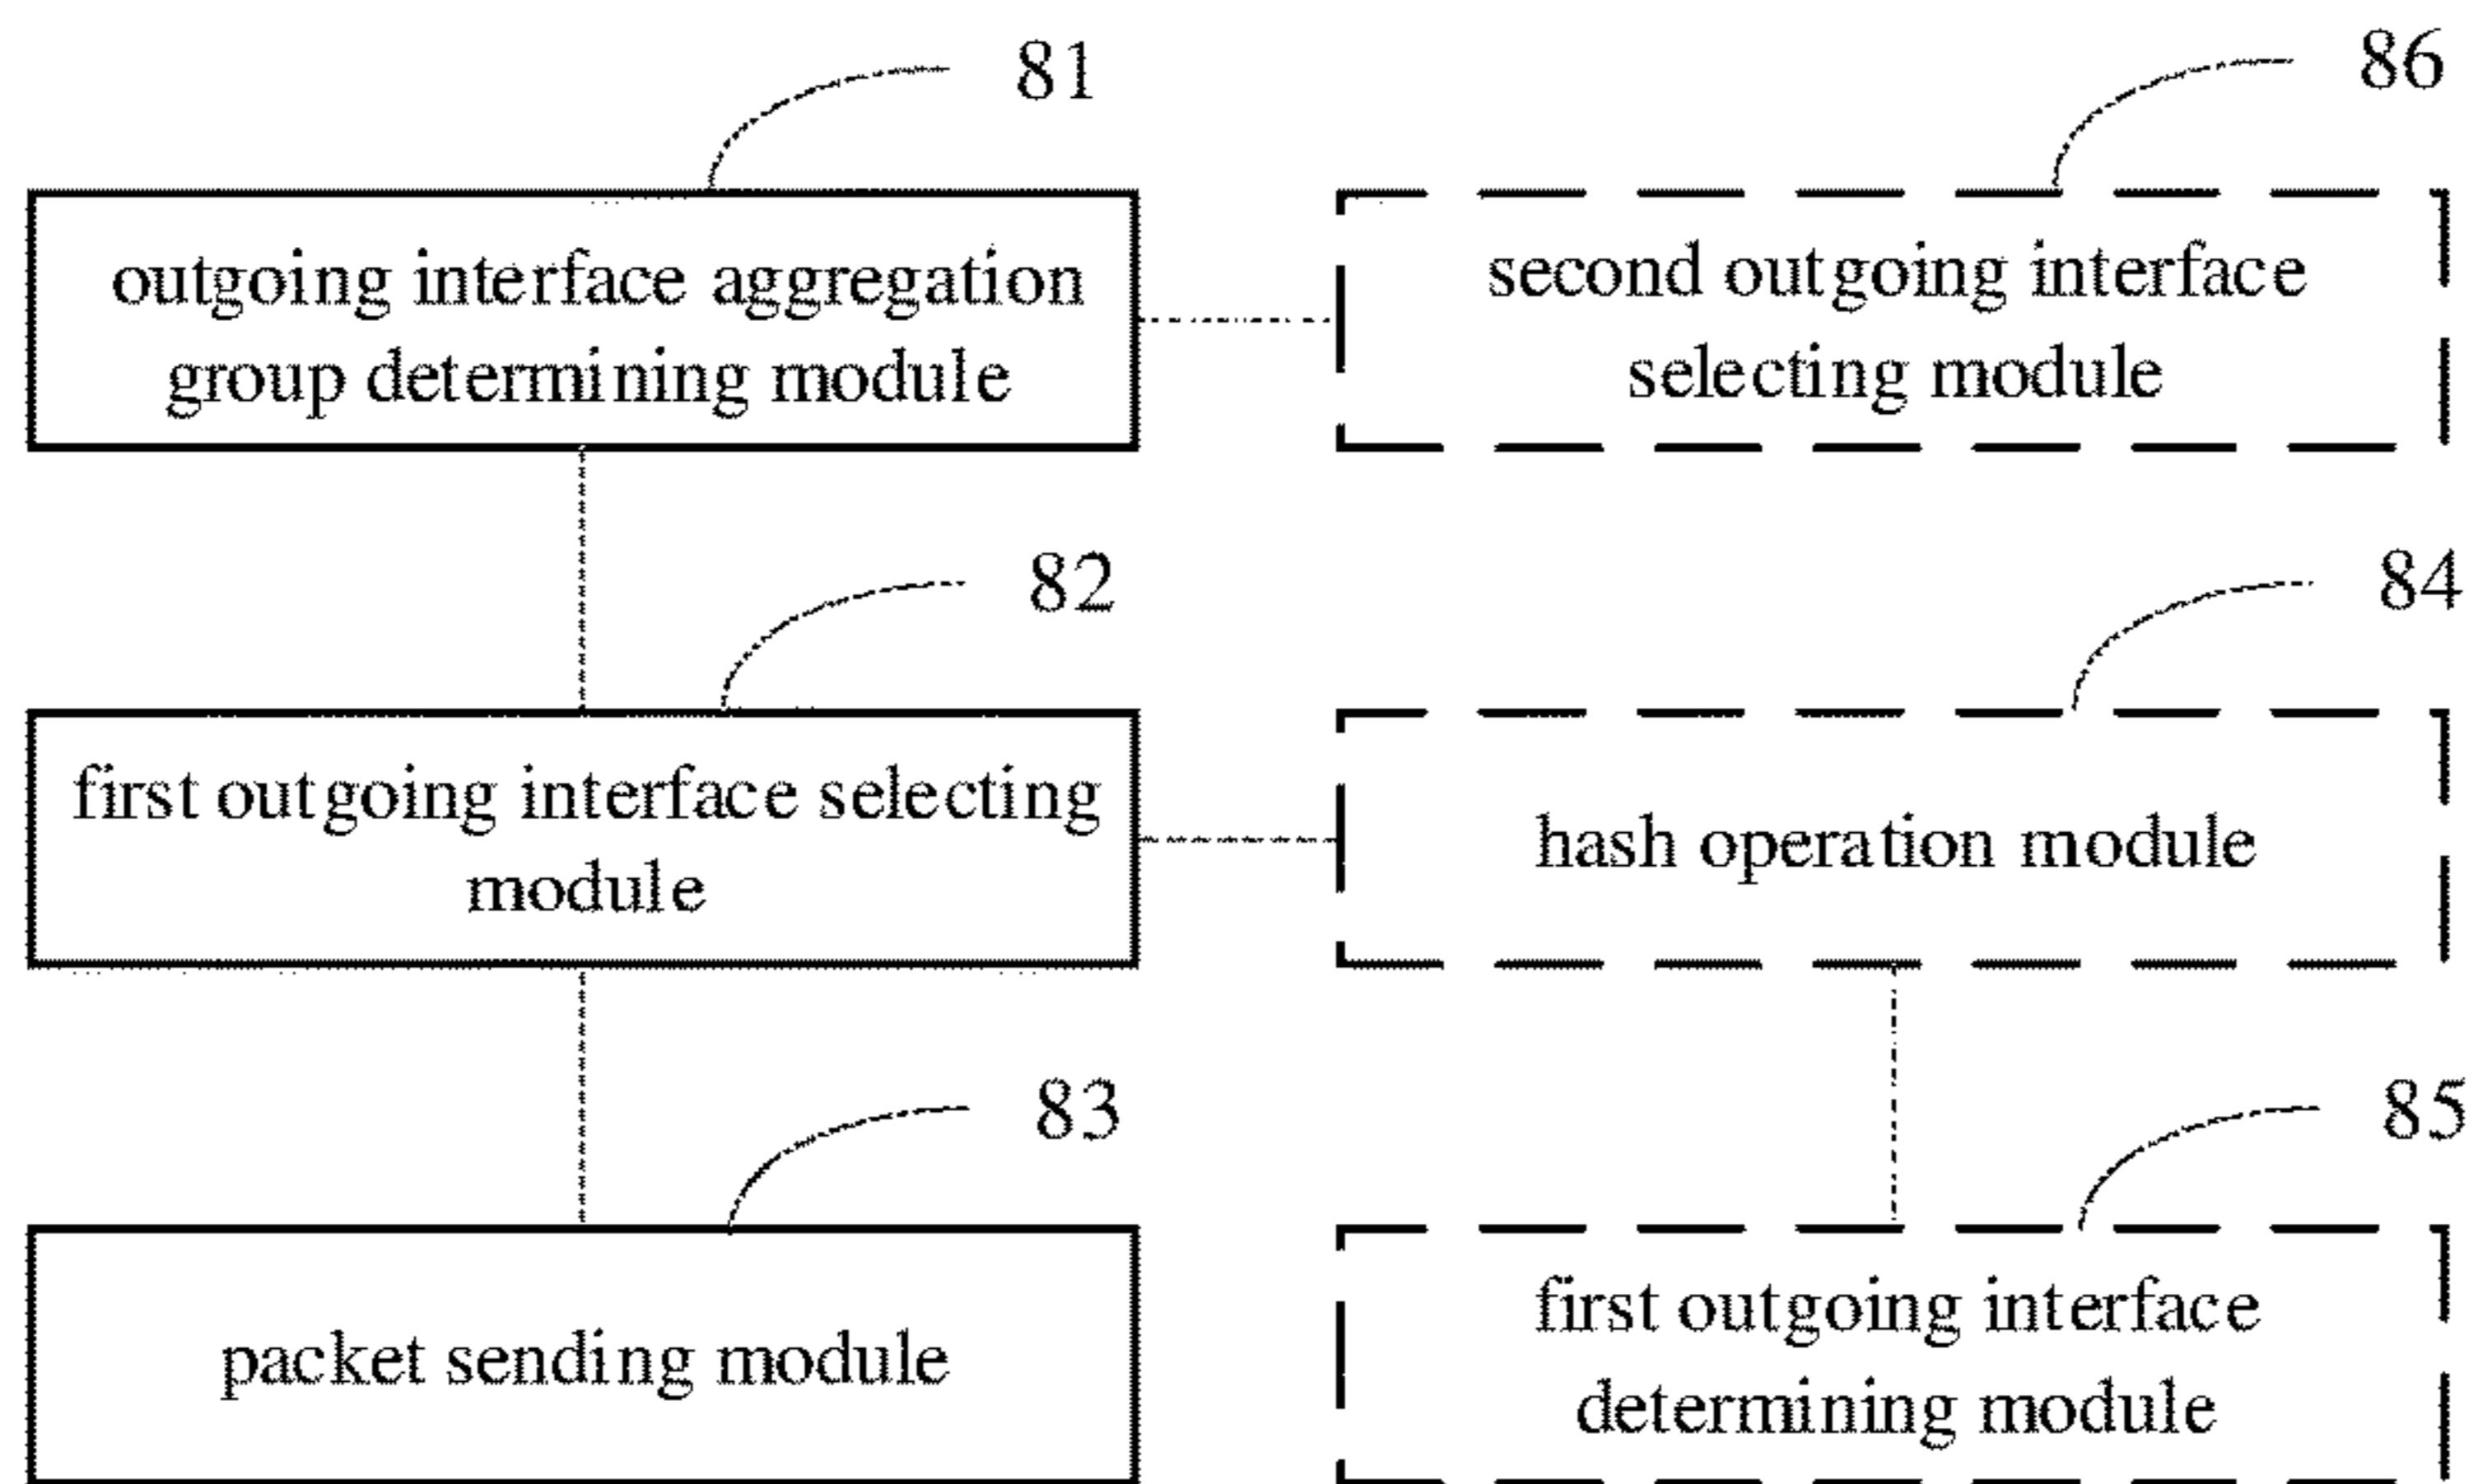 81
86
outgoing interface aggregation
group determining module
second outgoing interface
selecting module
82
84
first outgoing interface selecting
module
hash operation module
83
85
packet sending module
first outgoing interface
determining module